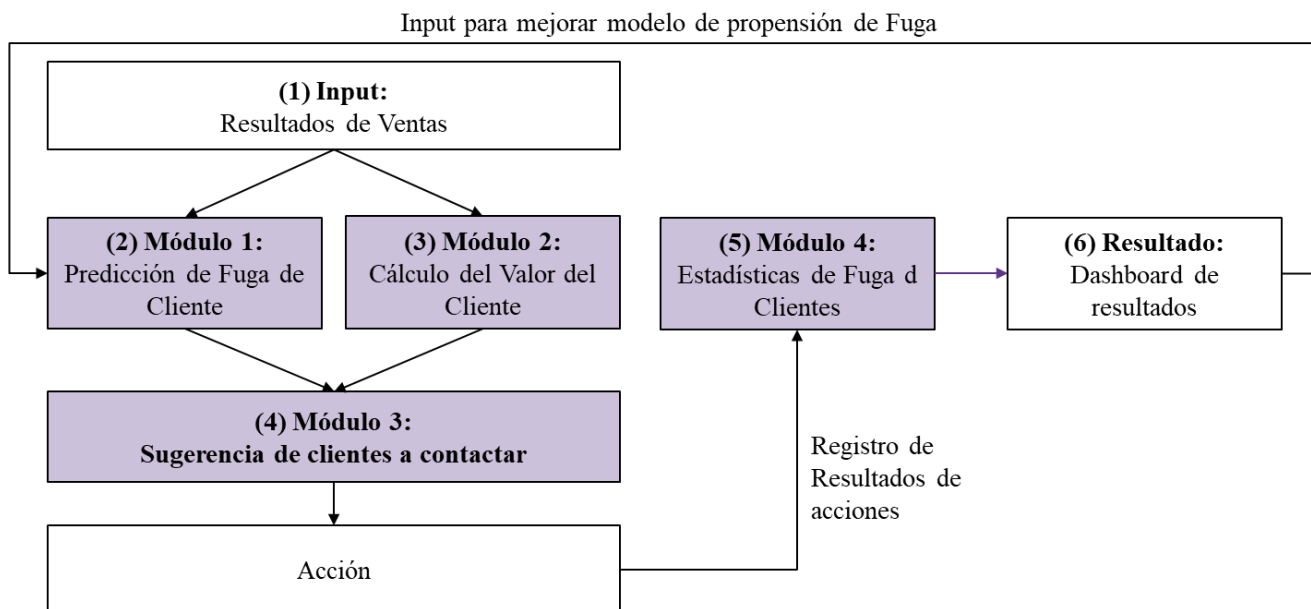 Input para mejorar modelo de propensión de Fuga
(1) Input:
Resultados de Ventas
(2) Módulo 1:
Predicción de Fuga de
Cliente
(3) Módulo 2:
Cálculo del Valor del
Cliente
(5) Módulo 4:
Estadísticas de Fuga d
Clientes
(6) Resultado:
Dashboard de
resultados
(4) Módulo 3:
Sugerencia de clientes a contactar
Registro de
Resultados de
acciones
Acción